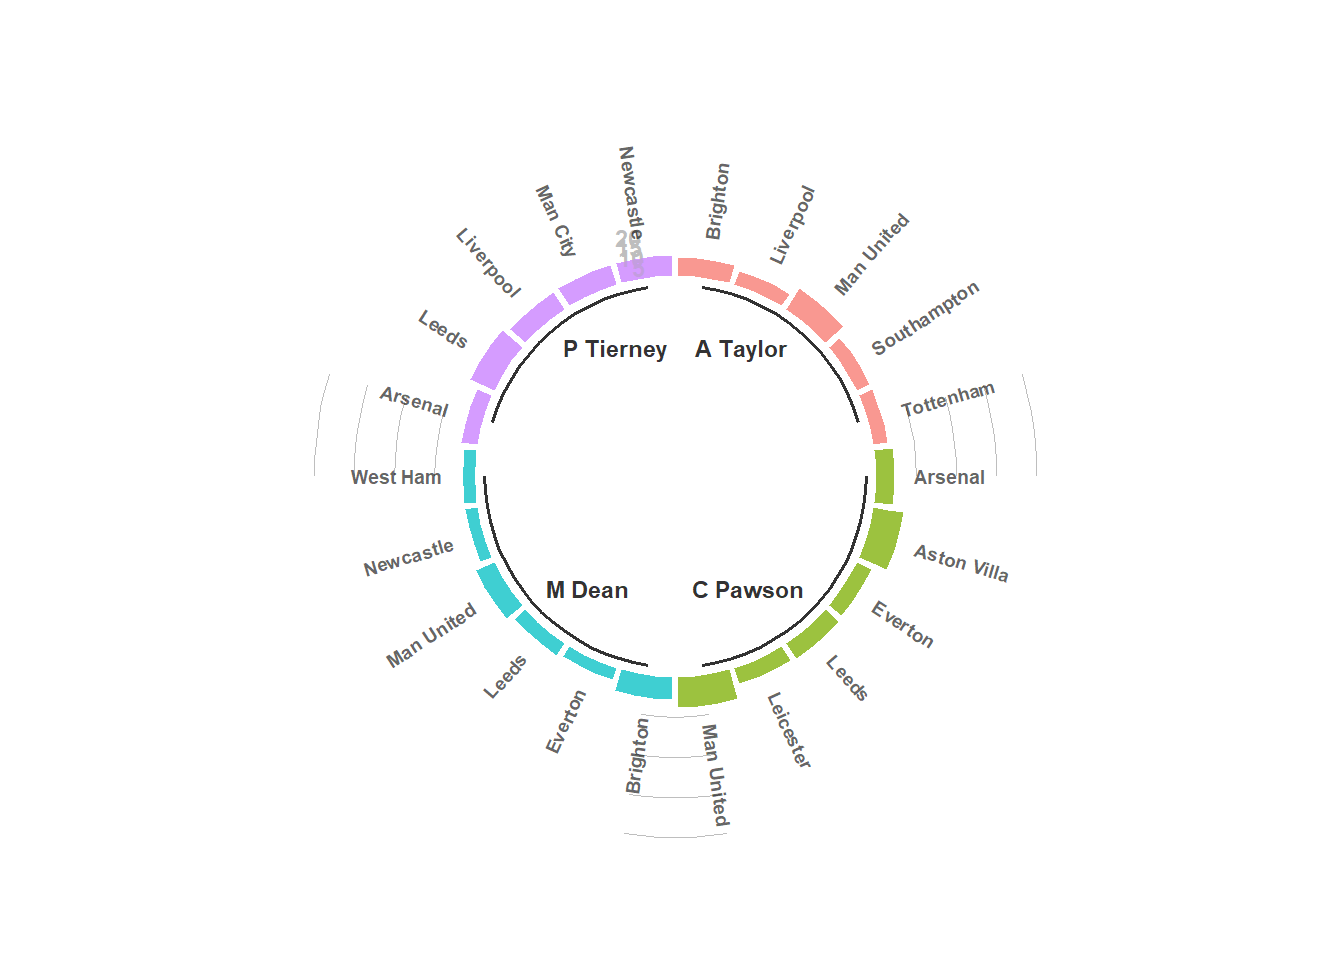 Newcastle
Brighton
Man City
Liverpool
Liverpool
Man United
Leeds
Southampton
P Tierney
A Taylor
Arsenal
Tottenham
West Ham
Arsenal
Newcastle
Aston Villa
M Dean
C Pawson
Man United
Everton
Leeds
Leeds
Everton
Leicester
Brighton
Man United